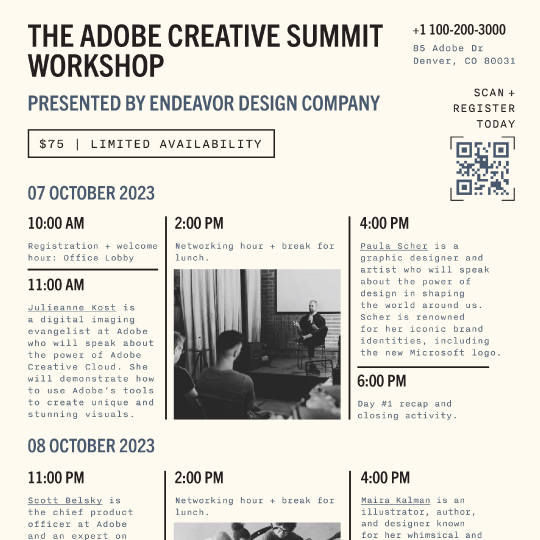 THE ADOBE CREATIVE SUMMIT
WORKSHOP
PRESENTED BY ENDEAVOR DESIGN COMPANY
$75 | LIMITED AVAILABILITY
+1 100-200-3000
85 Adobe Dr
Denver, CO 80031
SCAN +
REGISTER
TODAY
07 OCTOBER 2023
10:00 AM
Registration + welcome
hour: Office Lobby
11:00 AM
Julieanne Kost is
a digital imaging
evangelist at Adobe
who will speak about
the power of Adobe
Creative Cloud. She
will demonstrate how
to use Adobe's tools
to create unique and
stunning visuals.
2:00 PM
Networking hour + break for
lunch.
4:00 PM
Paula Scher is a
graphic designer and
artist who will speak
about the power of
design in shaping
the world around us.
Scher is renowned
for her iconic brand
identities, including
the new Microsoft logo.
6:00 PM
Day #1 recap and
closing activity.
08 OCTOBER 2023
11:00 PM
Scott Belsky is
the chief product
officer at Adobe
and an expert on
2:00 PM
Networking hour + break for
lunch.
4:00 PM
Maira Kalman is an
illustrator, author,
and designer known
for her whimsical and